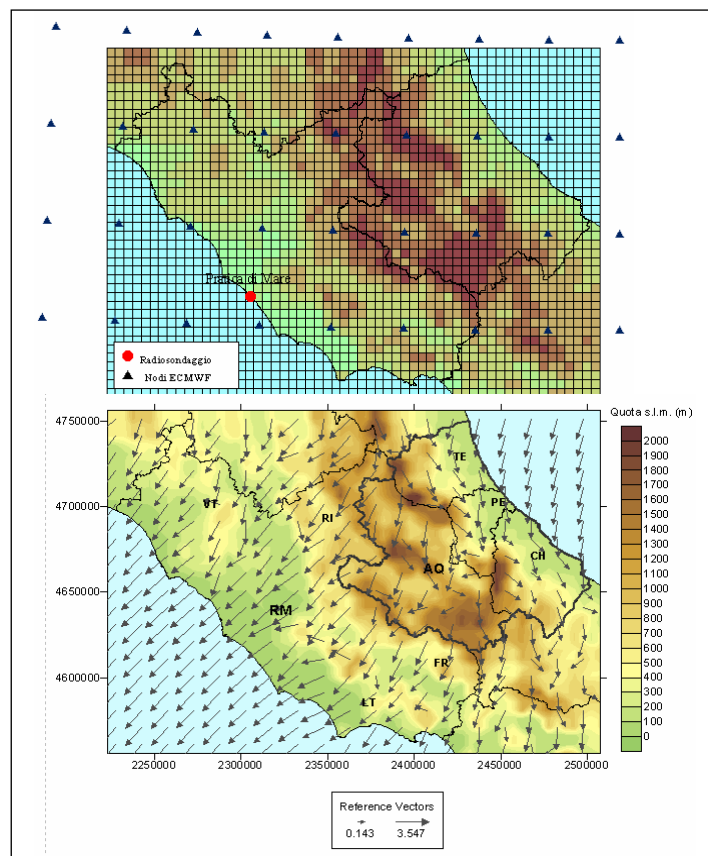 Pratica di Mare
Radiosondaggio
Nodi ECMWF
Quota s.l.m. (m)
4750000
4700000
4650000
4600000
2250000
2300000
2350000
2400000
2450000
2500000
TE
PE
VT
RI
CH
AQ
RM
FR
LT
2000
1900
1800
1700
1600
1500
1400
1300
1200
1100
1000
900
800
700
600
500
400
300
200
100
0
Reference Vectors
0.143 3.547